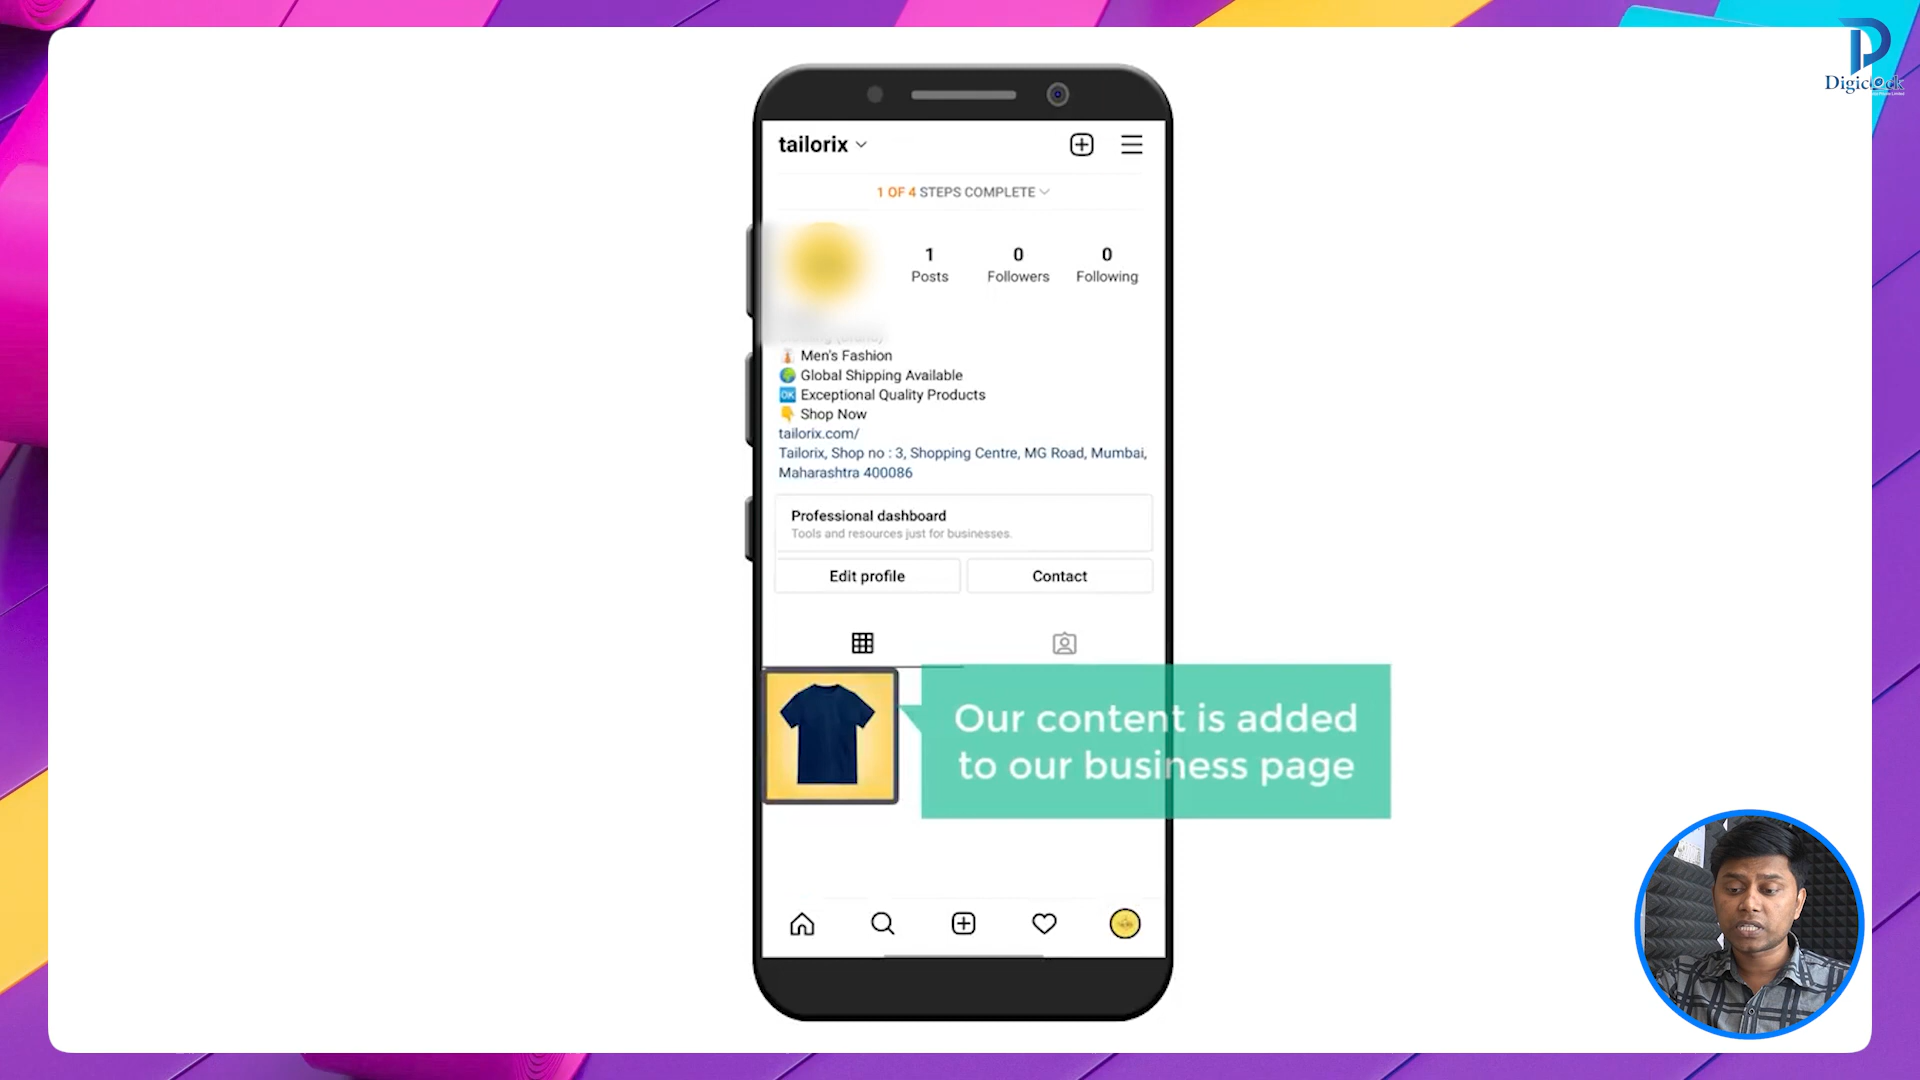 Digiclock
tailorix
1 OF 4 STEPS COMPLETE
1
Posts
0
Followers
0
Following
Men's Fashion
Global Shipping Available
OK Exceptional Quality Products
Shop Now
tailorix.com/
Tailorix, Shop no : 3, Shopping Centre, MG Road, Mumbai,
Maharashtra 400086
Professional dashboard
Tools and resources just for businesses.
Edit profile
Contact
Our content is added
to our business page